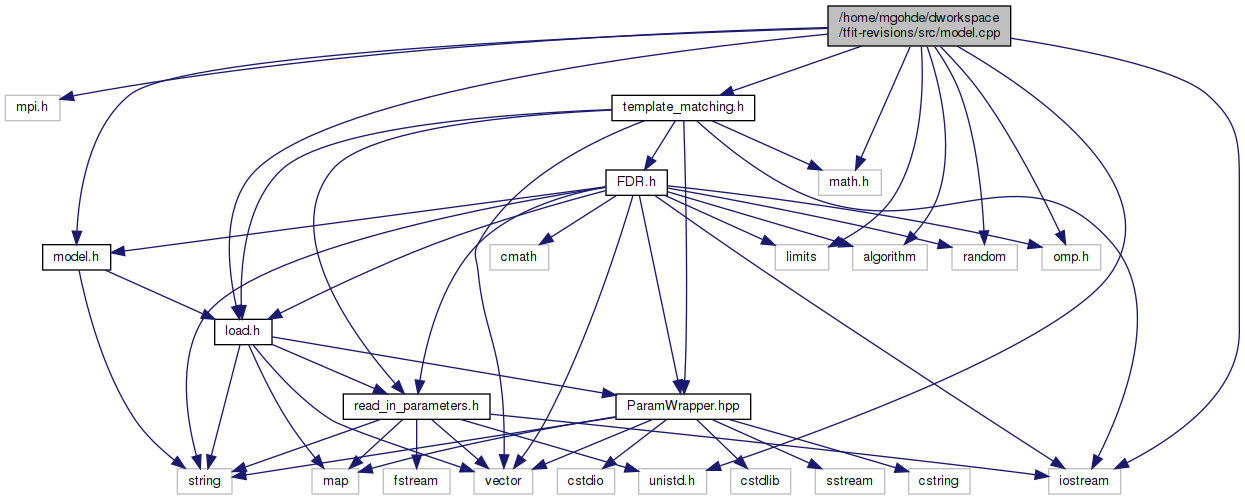 /home/mgohde/dworkspace
/tfit-revisions/src/model.cpp
mpi.h
template_matching.h
math.h
FDR.h
model.h
cmath
limits
algorithm
random
omp.h
load.h
read_in_parameters.h
ParamWrapper.hpp
string
map
fstream
vector
cstdio
unistd.h
cstdlib
sstream
cstring
iostream